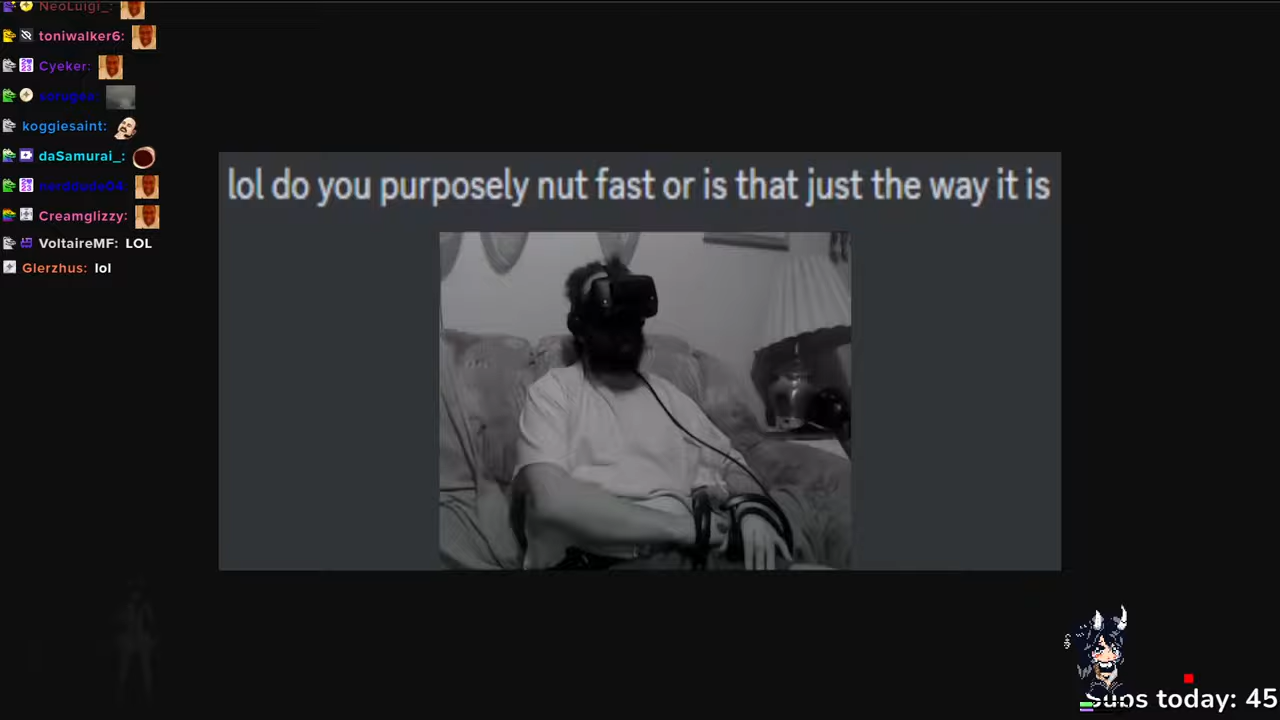 NeoLuigi_:
toniwalker6:
Cyeker:
lol do you purposely nut fast or is that just the way it is
koggiesaint:
daSamurai_:
nerddude04:
Creamglizzy:
VoltaireMF: LOL
Glerzhus: lol
Subs today: 45